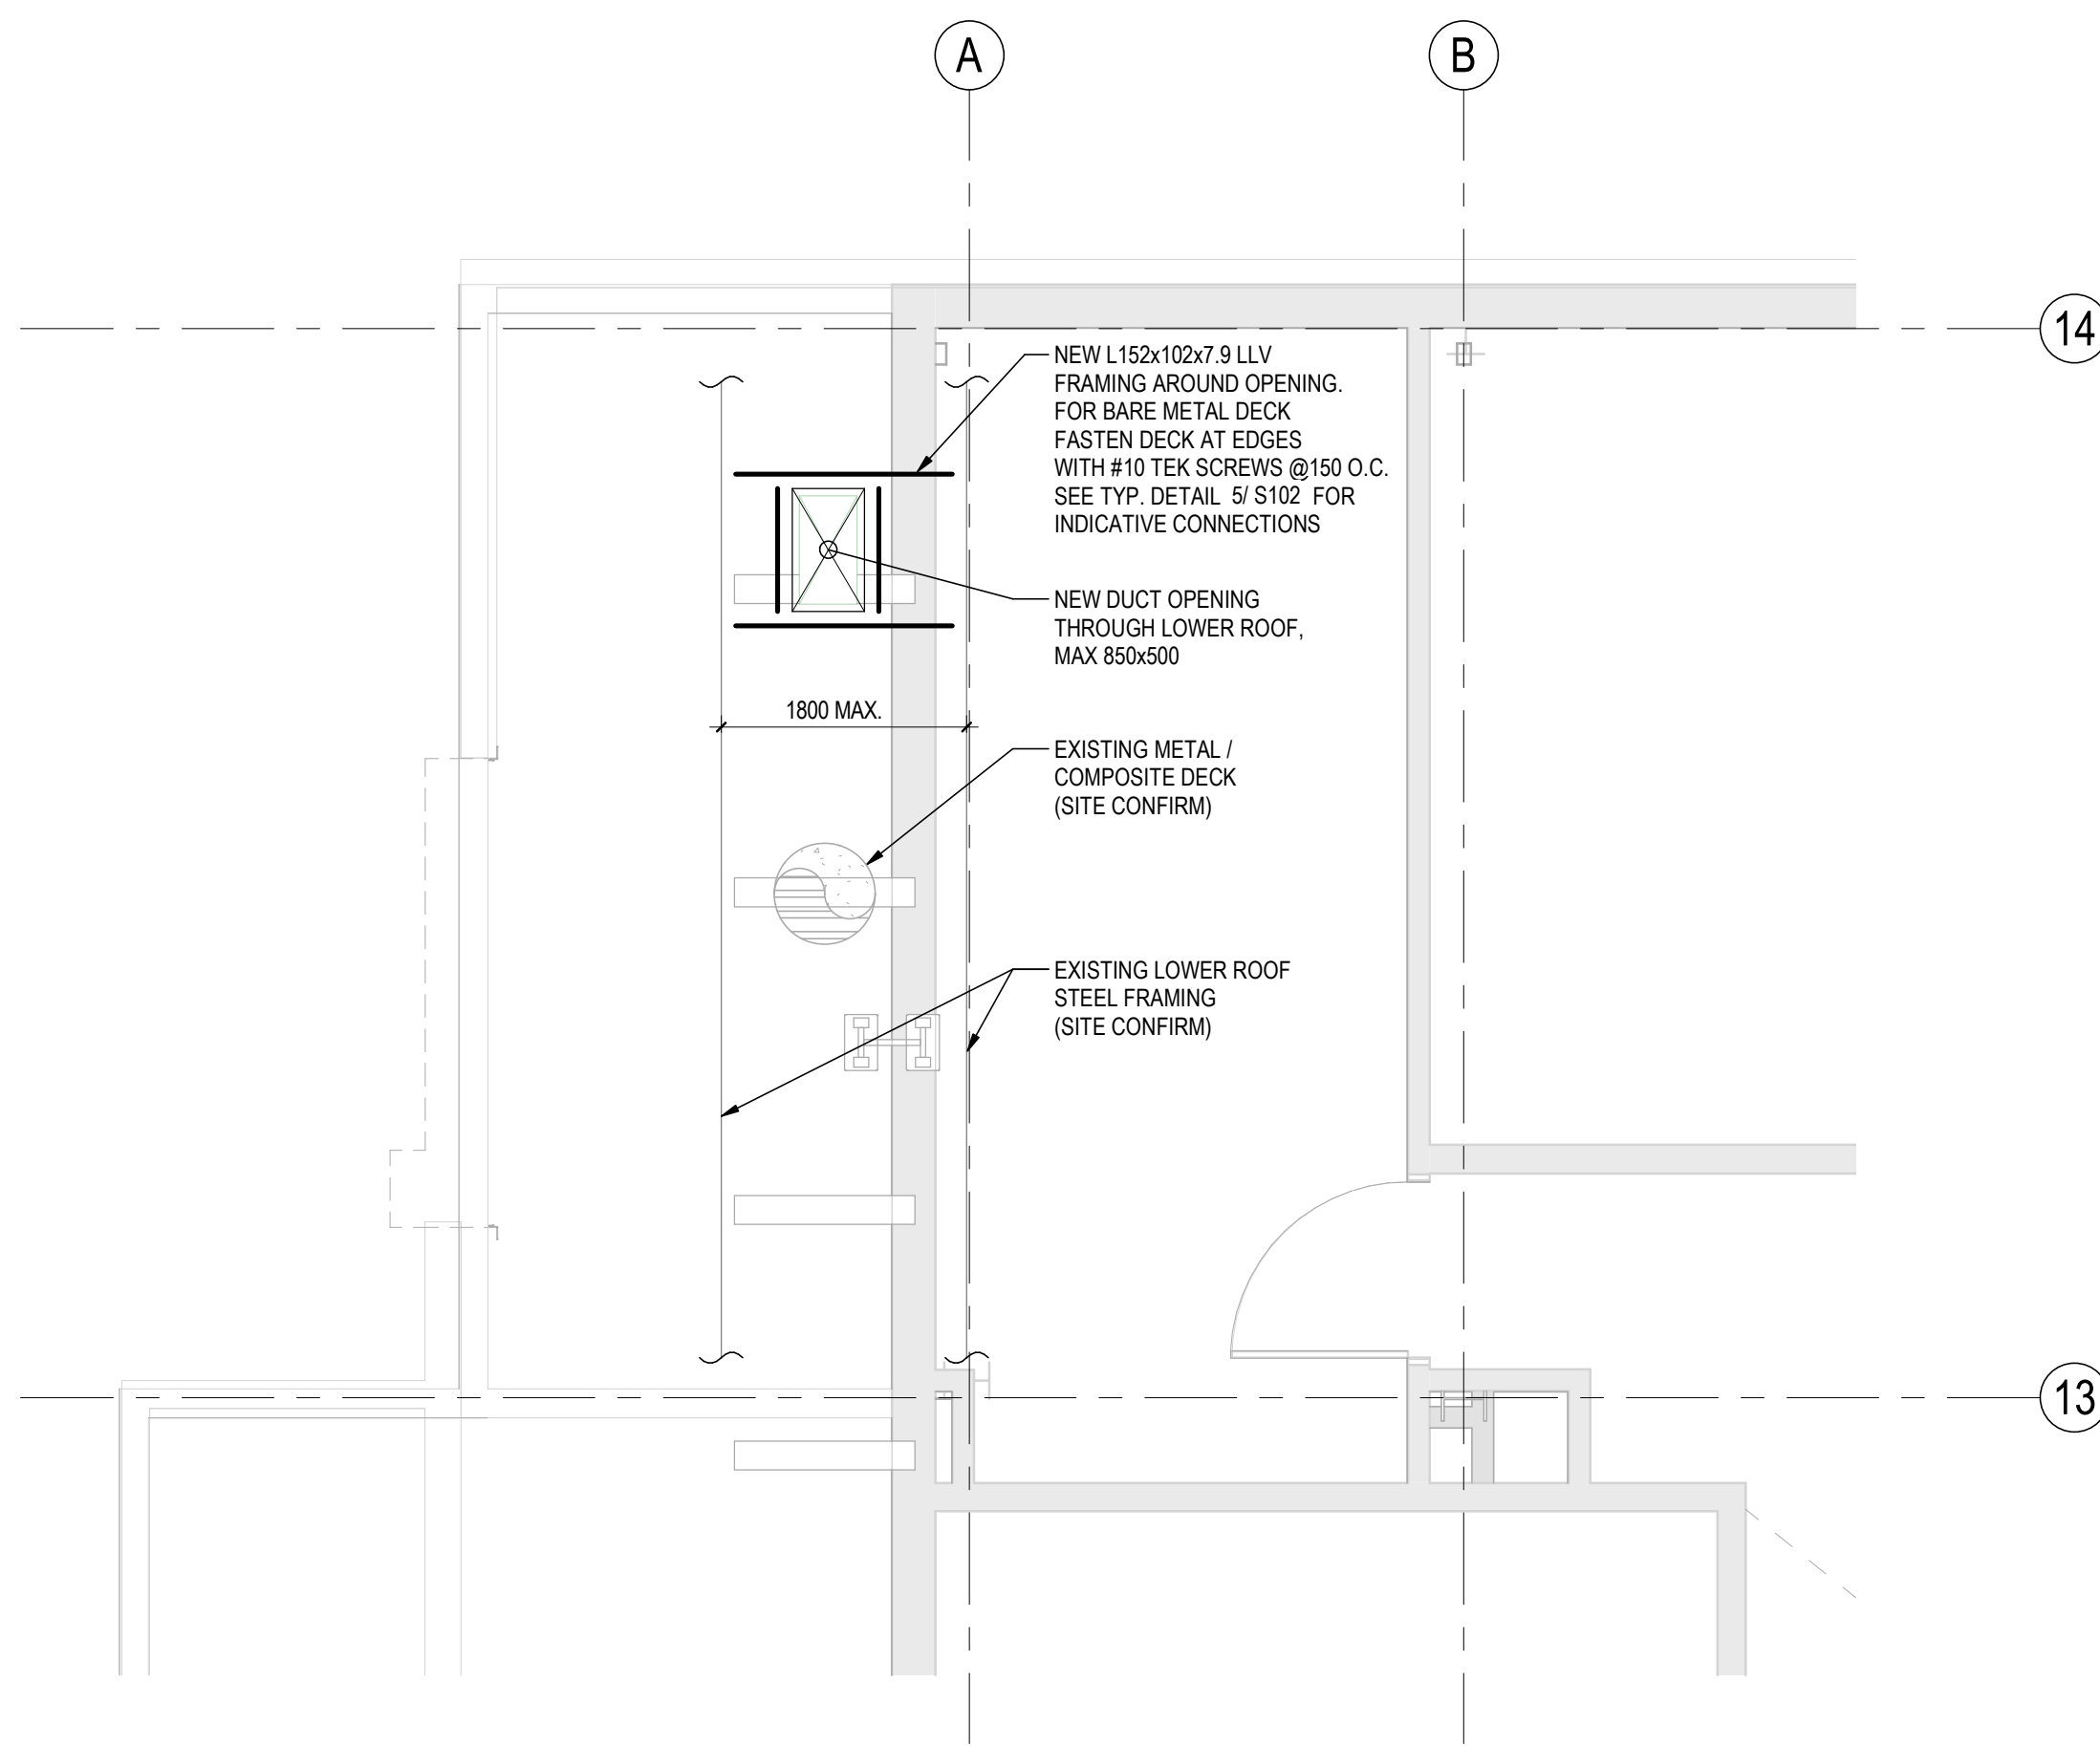 A
B
14
NEW L152x102x7.9 LLV
FRAMING AROUND OPENING.
FOR BARE METAL DECK
FASTEN DECK AT EDGES
WITH #10 TEK SCREWS @150 O.C.
SEE TYP. DETAIL 5/ S102 FOR
INDICATIVE CONNECTIONS
NEW DUCT OPENING
THROUGH LOWER ROOF,
MAX 850x500
1800 MAX.
EXISTING METAL /
COMPOSITE DECK
(SITE CONFIRM)
EXISTING LOWER ROOF
STEEL FRAMING
(SITE CONFIRM)
13